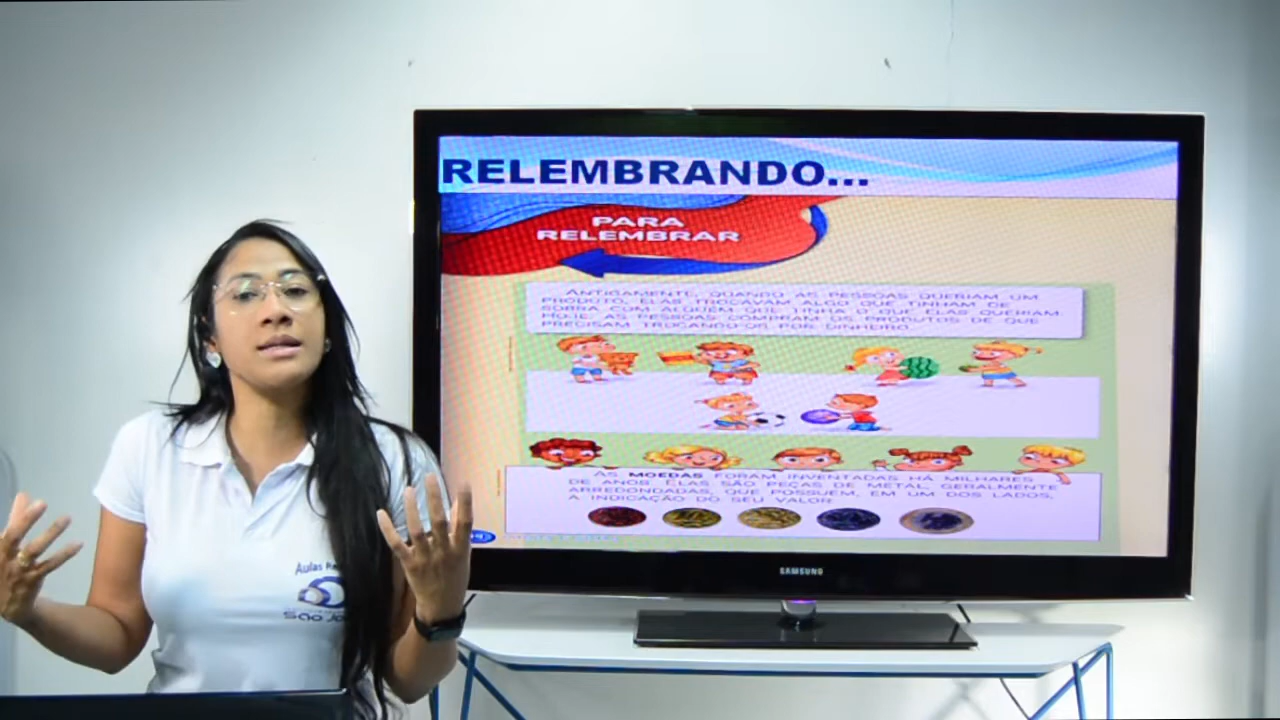 RELEMBRANDO...
PARA
RELEMBRAR
ANTIGAMENTE, QUANDO AS PESSOAS QUERIAM UM
PRODUTO, ELAS TROCAVAM ALGO QUE TINHAM DE
SOBRA COM ALGUÉM QUE TINHA O QUE ELAS QUERIAM.
HOJE, AS PESSOAS COMPRAM OS PRODUTOS DE QUE
PRECISAM TROCANDO-OS POR DINHEIRO.
AS MOEDAS FORAM INVENTADAS HÁ MILHARES
DE ANOS. ELAS SÃO PEÇAS DE METAL, GERALMENTE
ARREDONDADAS, QUE POSSUEM, EM UM DOS LADOS,
A INDICAÇÃO DO SEU VALOR.
SAMSUNG
Aulas Re
São Jo